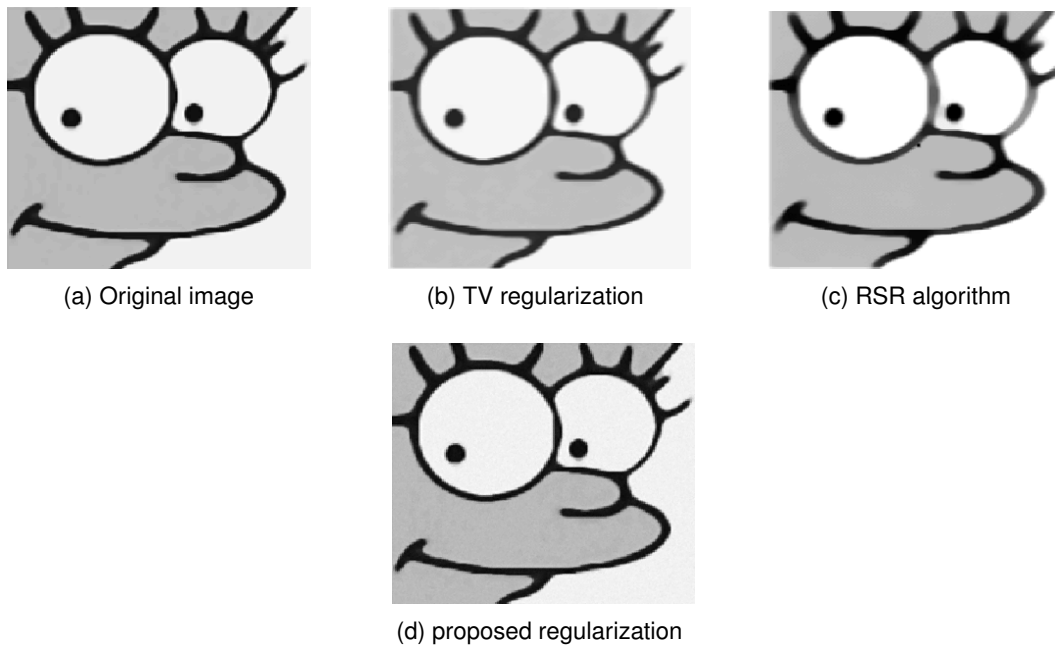 (a) Original image
(b) TV regularization
(c) RSR algorithm
(d) proposed regularization